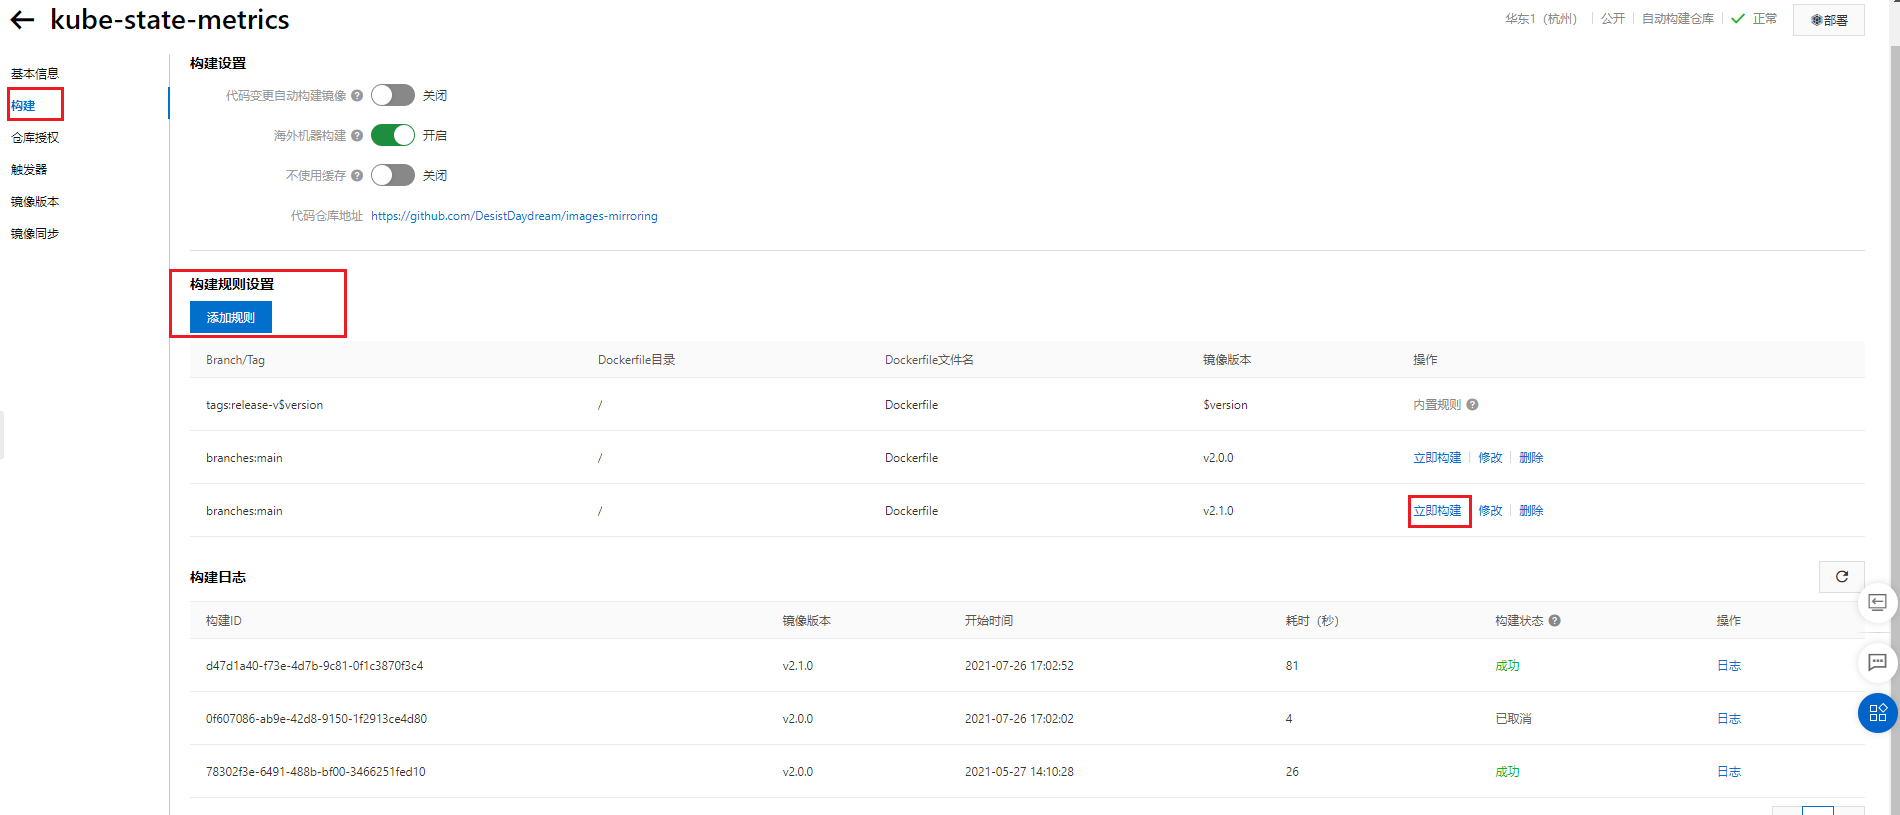 kube-state-metrics
华东1（杭州） 公开 自动构建仓库 正常 部署
基本信息
构建
仓库授权
触发器
镜像版本
镜像同步
构建设置
代码变更自动构建镜像 关闭
海外机器构建 开启
不使用缓存 关闭
代码仓库地址 https://github.com/DesistDaydream/images-mirroring
构建规则设置
添加规则
Branch/Tag Dockerfile目录 Dockerfile文件名 镜像版本 操作
tags:release-v$version / Dockerfile $version 内置规则
branches:main / Dockerfile v2.0.0 立即构建 修改 删除
branches:main / Dockerfile v2.1.0 立即构建 修改 删除
构建日志
构建ID 镜像版本 开始时间 耗时（秒） 构建状态 操作
d47d1a40-f73e-4d7b-9c81-0f1c3870f3c4 v2.1.0 2021-07-26 17:02:52 81 成功 日志
0f607086-ab9e-42d8-9150-1f2913ce4d80 v2.0.0 2021-07-26 17:02:02 4 已取消 日志
78302f3e-6491-488b-bf00-3466251fed10 v2.0.0 2021-05-27 14:10:28 26 成功 日志